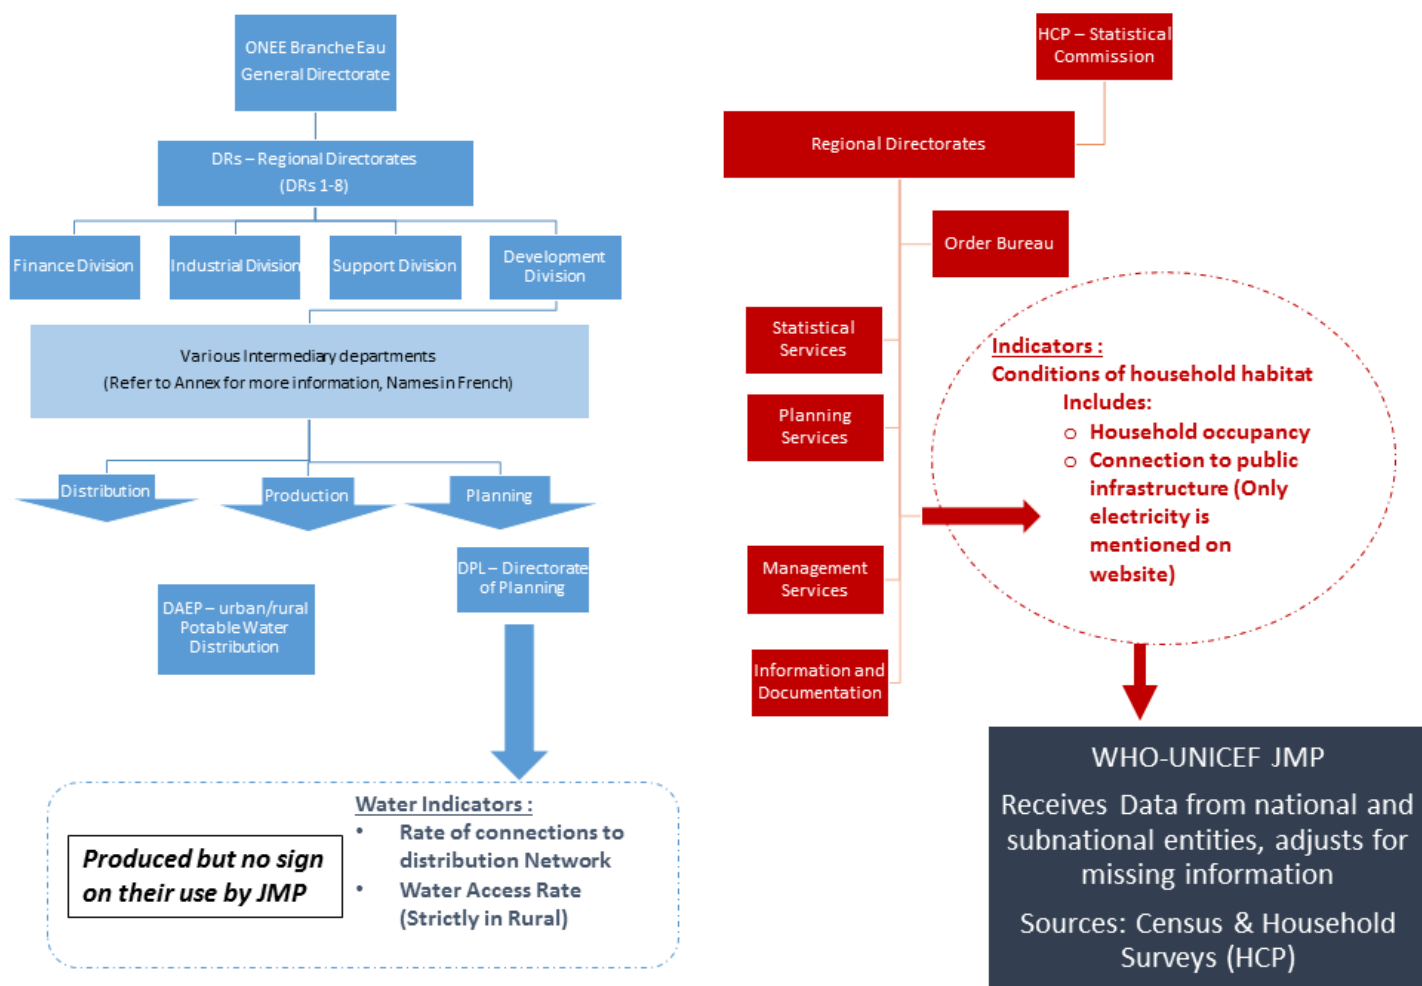 ONEE Branche Eau
General Directorate
DRs – Regional Directorates
(DRs 1-8)
Finance Division
Industrial Division
Support Division
Development
Division
Various Intermediary departments
(Refer to Annex for more information, Names in French)
Distribution
Production
Planning
DAEP – urban/rural
Potable Water
Distribution
DPL – Directorate
of Planning
Produced but no sign
on their use by JMP
Water Indicators :
• Rate of connections to
distribution Network
• Water Access Rate
(Strictly in Rural)
HCP – Statistical
Commission
Regional Directorates
Order Bureau
Statistical
Services
Planning
Services
Management
Services
Information and
Documentation
Indicators :
Conditions of household habitat
Includes:
o Household occupancy
o Connection to public
infrastructure (Only
electricity is
mentioned on
website)
WHO-UNICEF JMP
Receives Data from national and
subnational entities, adjusts for
missing information
Sources: Census & Household
Surveys (HCP)